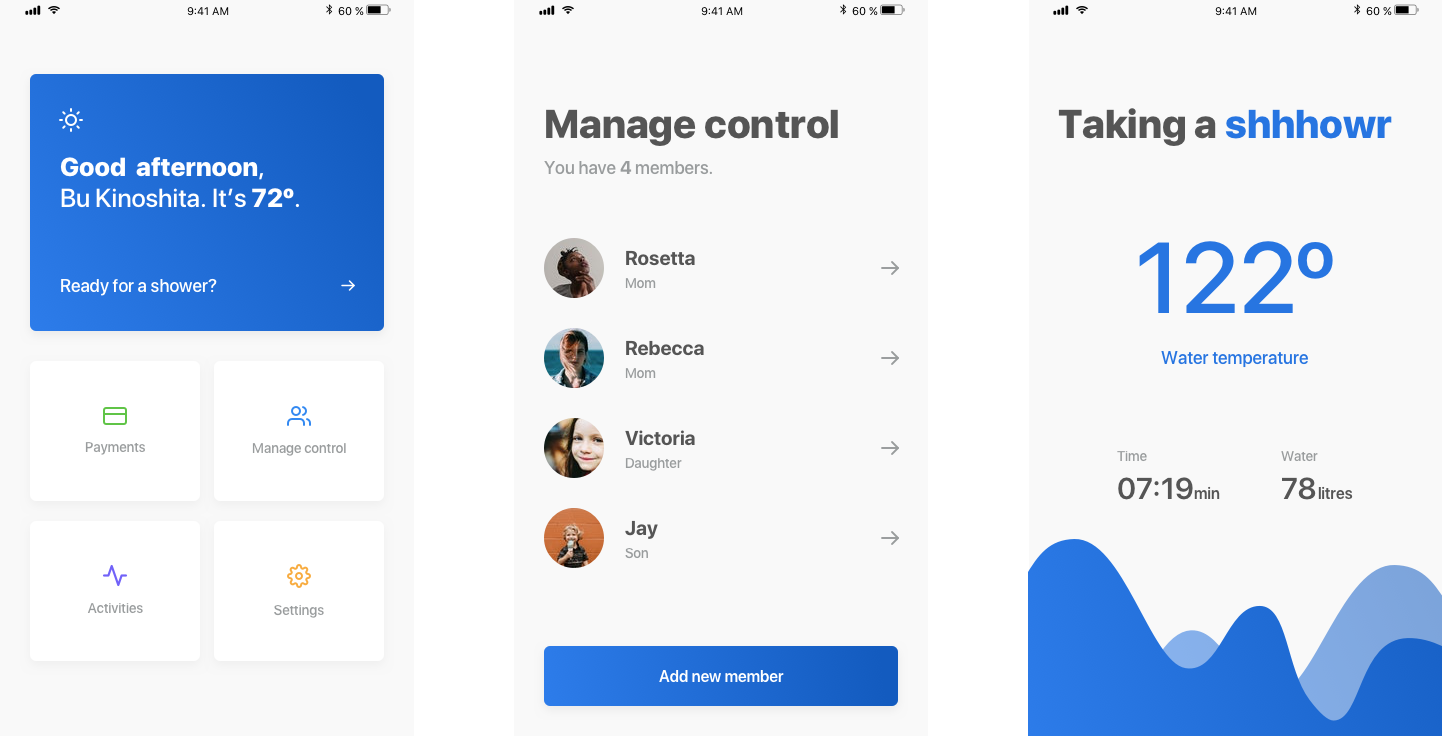 9:41 AM
60 %
Good afternoon,
Bu Kinoshita. It's 72º.
Ready for a shower?
Payments
Manage control
Activities
Settings
9:41 AM
60 %
Manage control
You have 4 members.
Rosetta
Mom
Rebecca
Mom
Victoria
Daughter
Jay
Son
Add new member
9:41 AM
60 %
Taking a shhhowr
122º
Water temperature
Time
07:19min
Water
78litres